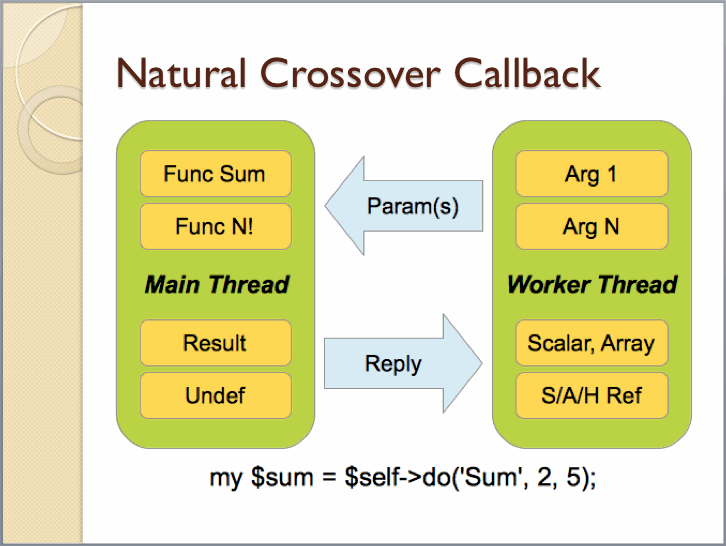 Natural Crossover Callback
Func Sum
Func N!
Main Thread
Result
Undef
Param(s)
Reply
Arg 1
Arg N
Worker Thread
Scalar, Array
S/A/H Ref
my $sum = $self->do('Sum', 2, 5);